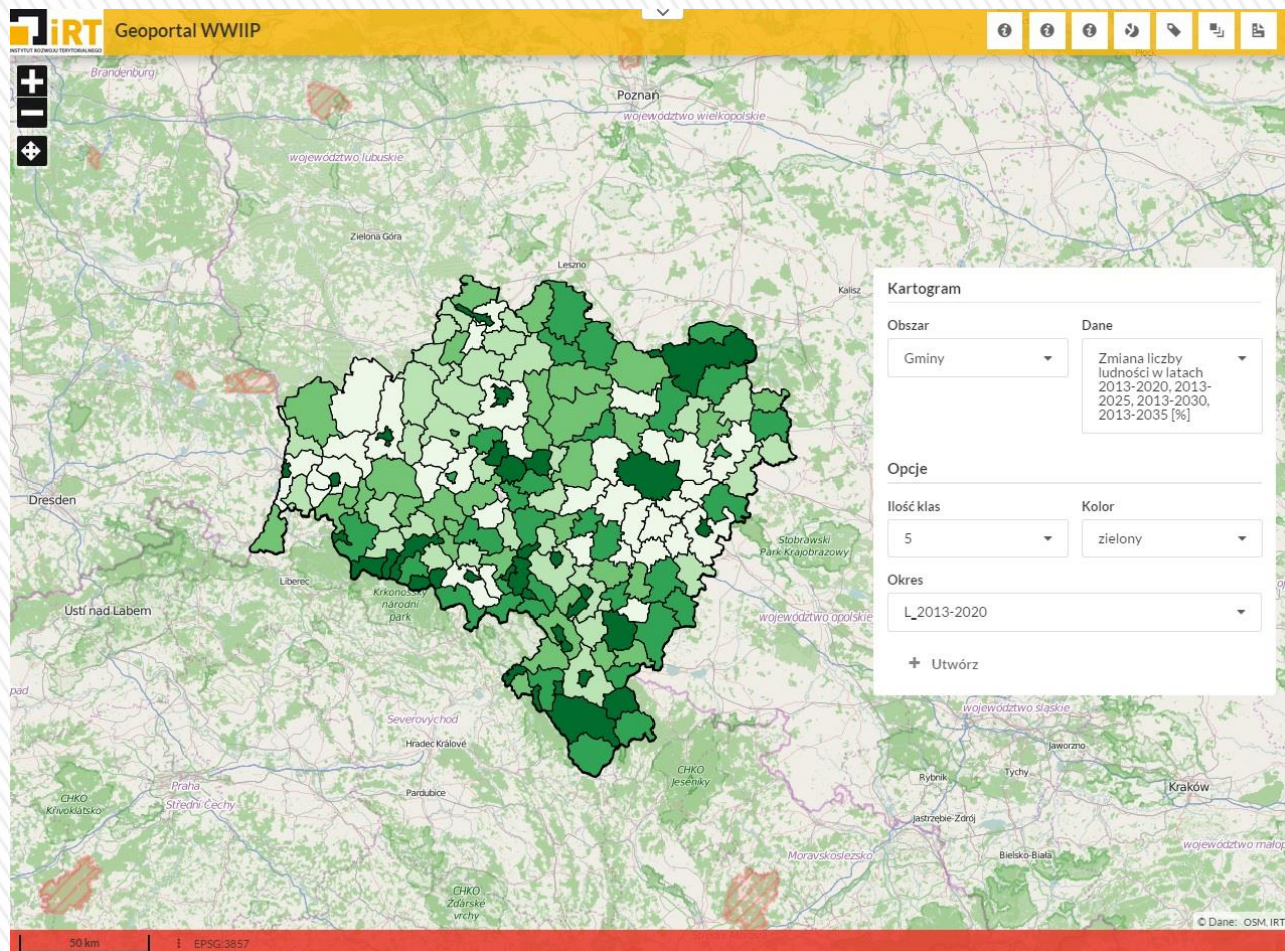 iRT
INSTYTUT ROZWOJU TERYTORIALNEGO
Geoportal WWIIP
Brandenburg
Poznań
województwo wielkopolskie
województwo lubuskie
Zielona Góra
Leszno
Kalisz
Kartogram
Obszar
Dane
Gminy
Zmiana liczby
ludności w latach
2013-2020, 2013-
2025, 2013-2030,
2013-2035 [%]
Opcje
Dresden
Ilość klas
Kolor
5
zielony
Stobrawski
Park Krajobrazowy
Okres
Liberec
Krkonošský
národní
park
Ústí nad Labem
L_2013-2020
województwo opolskie
+ Utwórz
pad
województwo śląskie
Severovýchod
Hradec Králové
Jaworzno
CHKO
Jeseníky
Rybnik
Tychy
Praha
Kraków
Pardubice
Střední Čechy
CHKO
Křivoklátsko
Jastrzębie-Zdrój
województwo małop
Moravskoslezsko
Bielsko-Biała
CHKO
Žďárské
vrchy
© Dane: OSM, IRT
50 km
EPSG:3857